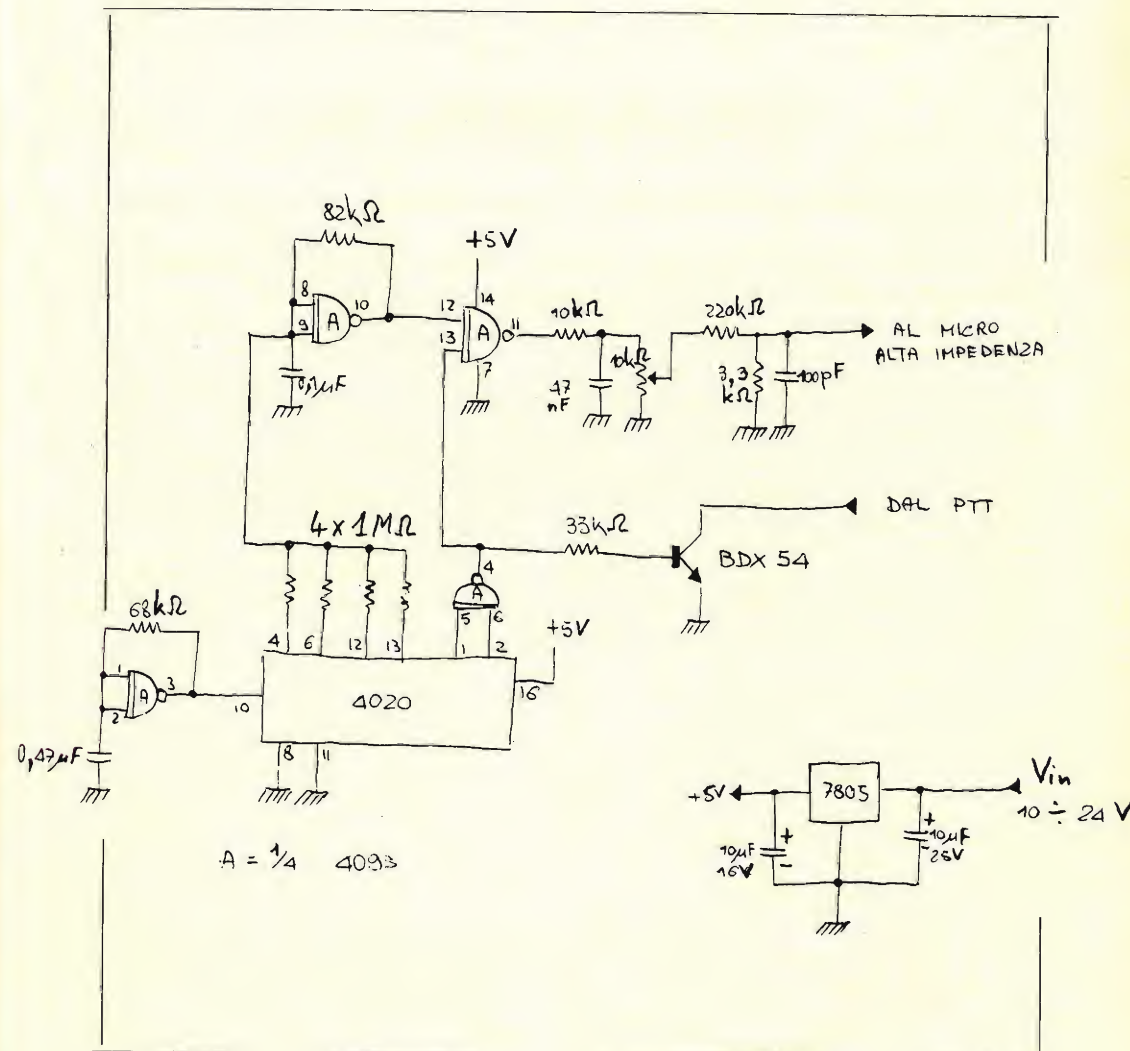 82kΩ
+5V
8
9
A
10
12
13
A
14
11
7
10kΩ
10kΩ
220kΩ
AL MICRO
ALTA IMPEDENZA
0,1µF
47
nF
3,3
kΩ
100pF
4 x 1MΩ
33kΩ
DAL PTT
BDX 54
4
A
5
6
+5V
68kΩ
1
2
A
3
10
4
6
12
13
1
2
16
4020
8
11
0,47µF
A = 1/4 4093
+5V
7805
Vin
10 ÷ 24 V
+
10µF
16V
-
+
10µF
-
25V